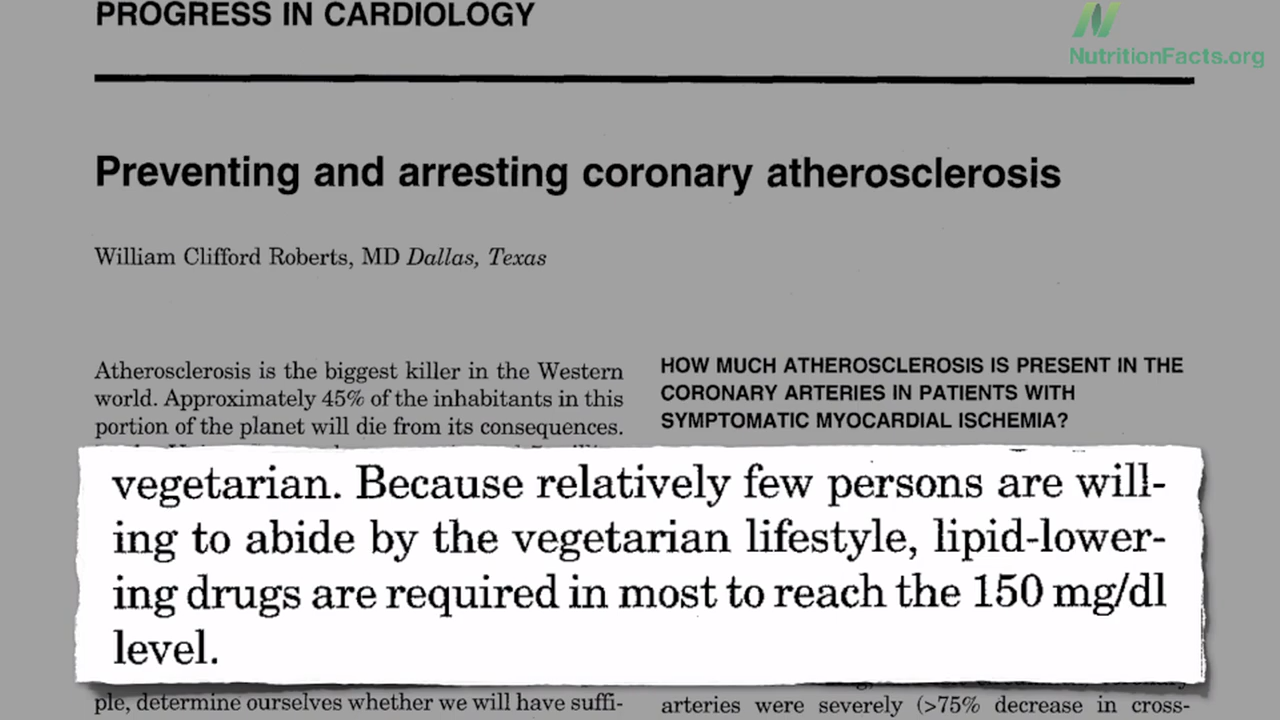 PROGRESS IN CARDIOLOGY
NutritionFacts.org
Preventing and arresting coronary atherosclerosis
William Clifford Roberts, MD Dallas, Texas
Atherosclerosis is the biggest killer in the Western
world. Approximately 45% of the inhabitants in this
portion of the planet will die from its consequences.
HOW MUCH ATHEROSCLEROSIS IS PRESENT IN THE
CORONARY ARTERIES IN PATIENTS WITH
SYMPTOMATIC MYOCARDIAL ISCHEMIA?
vegetarian. Because relatively few persons are will-
ing to abide by the vegetarian lifestyle, lipid-lower-
ing drugs are required in most to reach the 150 mg/dl
level.
ple, determine ourselves whether we will have suffi-
arteries were severely (>75% decrease in cross-